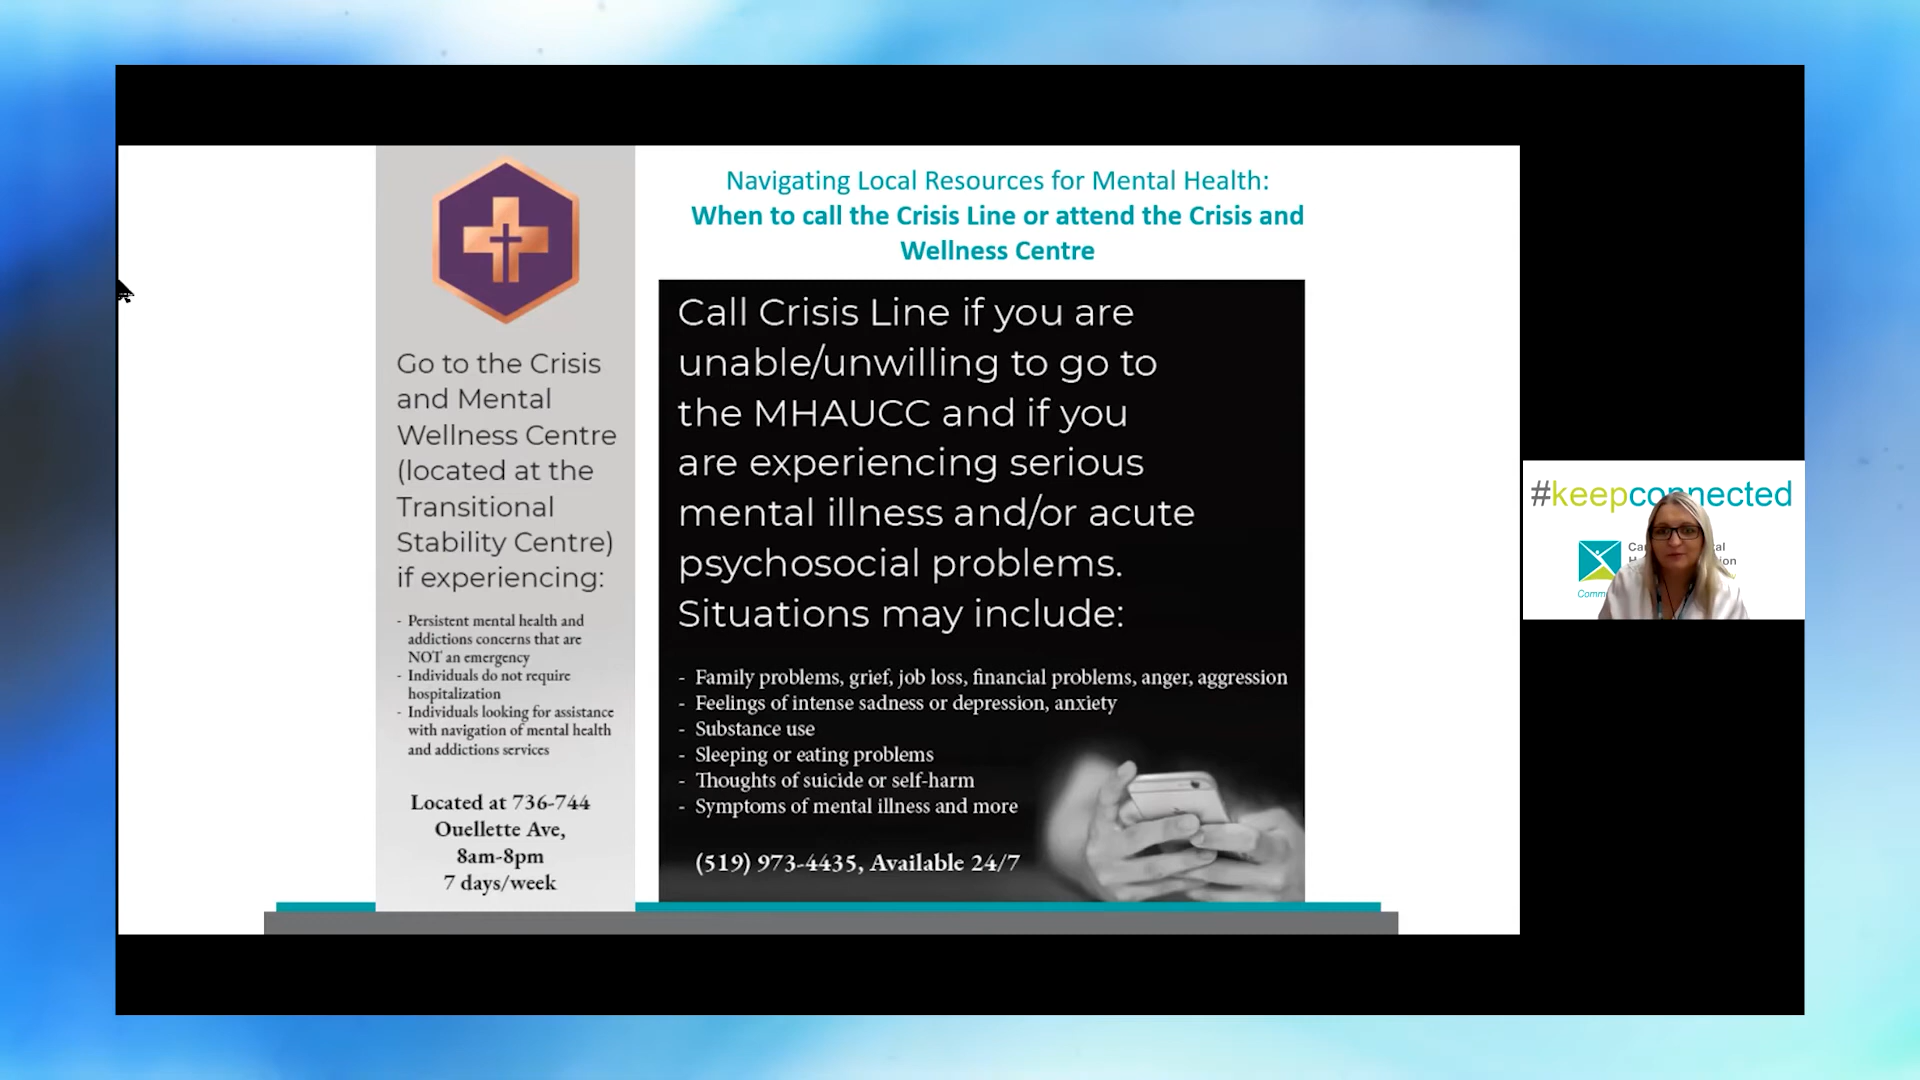 Navigating Local Resources for Mental Health:
When to call the Crisis Line or attend the Crisis and
Wellness Centre
Go to the Crisis
and Mental
Wellness Centre
(located at the
Transitional
Stability Centre)
if experiencing:
- Persistent mental health and
addictions concerns that are
NOT an emergency
- Individuals do not require
hospitalization
- Individuals looking for assistance
with navigation of mental health
and addictions services
Located at 736-744
Ouellette Ave,
8am-8pm
7 days/week
Call Crisis Line if you are
unable/unwilling to go to
the MHAUCC and if you
are experiencing serious
mental illness and/or acute
psychosocial problems.
Situations may include:
- Family problems, grief, job loss, financial problems, anger, aggression
- Feelings of intense sadness or depression, anxiety
- Substance use
- Sleeping or eating problems
- Thoughts of suicide or self-harm
- Symptoms of mental illness and more
(519) 973-4435, Available 24/7
#keepconnected